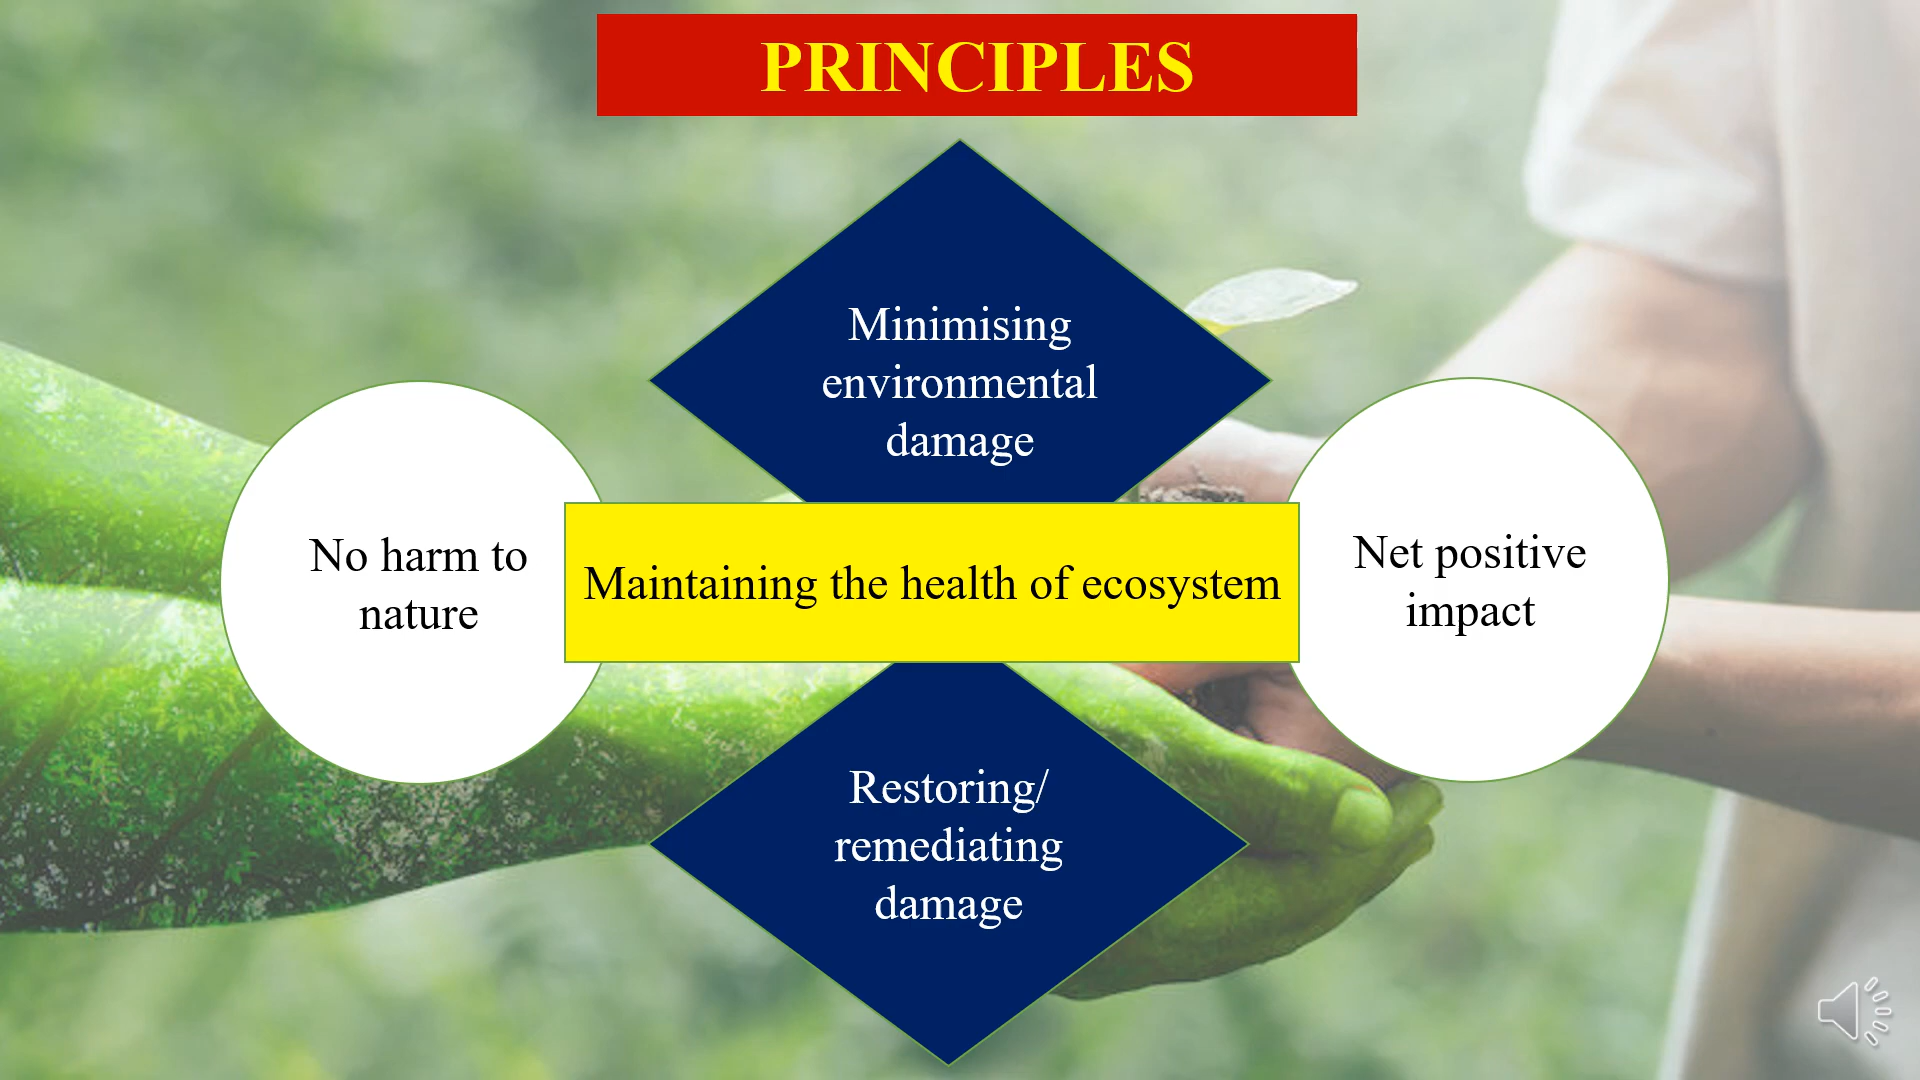 PRINCIPLES
Minimising
environmental
damage
No harm to
nature
Maintaining the health of ecosystem
Net positive
impact
Restoring/
remediating
damage